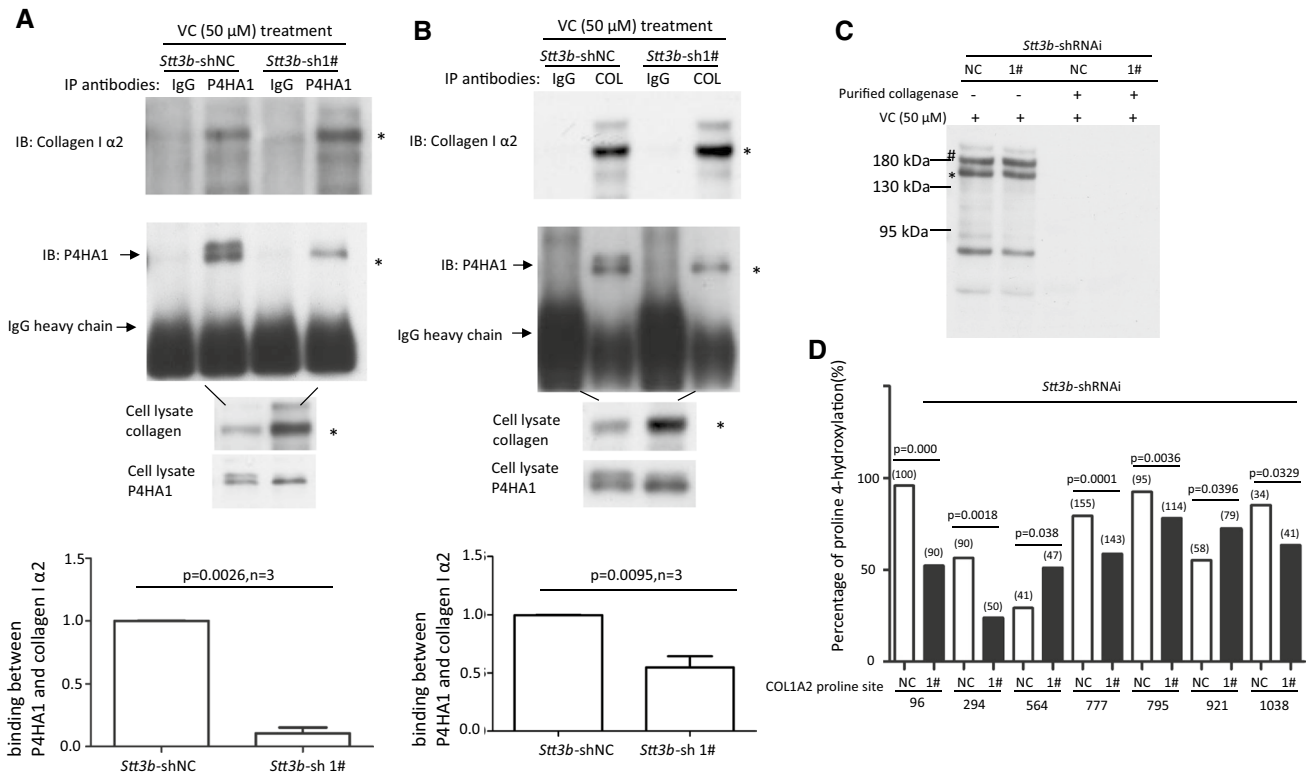 A
VC (50 µM) treatment
Stt3b-shNC Stt3b-sh1#
IP antibodies: IgG P4HA1 IgG P4HA1
IB: Collagen I α2
*
IB: P4HA1
*
IgG heavy chain
Cell lysate
collagen
*
Cell lysate
P4HA1
binding between
P4HA1 and collagen I α2
1.5
1.0
0.5
0.0
p=0.0026,n=3
Stt3b-shNC Stt3b-sh 1#
B
VC (50 µM) treatment
Stt3b-shNC Stt3b-sh1#
IP antibodies: IgG COL IgG COL
IB: Collagen I α2
*
IB: P4HA1
*
IgG heavy chain
Cell lysate
collagen
*
Cell lysate
P4HA1
binding between
P4HA1 and collagen I α2
1.5
1.0
0.5
0.0
p=0.0095,n=3
Stt3b-shNC Stt3b-sh 1#
C
Stt3b-shRNAi
NC 1# NC 1#
Purified collagenase - - + +
VC (50 µM) + + + +
#
180 kDa
*
130 kDa
95 kDa
D
Percentage of proline 4-hydroxylation(%)
Stt3b-shRNAi
100
50
0
p=0.000
(100) (90)
p=0.0018
(90) (50)
p=0.038
(41) (47)
p=0.0001
(155) (143)
p=0.0036
(95) (114)
p=0.0396
(58) (79)
p=0.0329
(34) (41)
NC 1# NC 1# NC 1# NC 1# NC 1# NC 1# NC 1#
COL1A2 proline site
96 294 564 777 795 921 1038